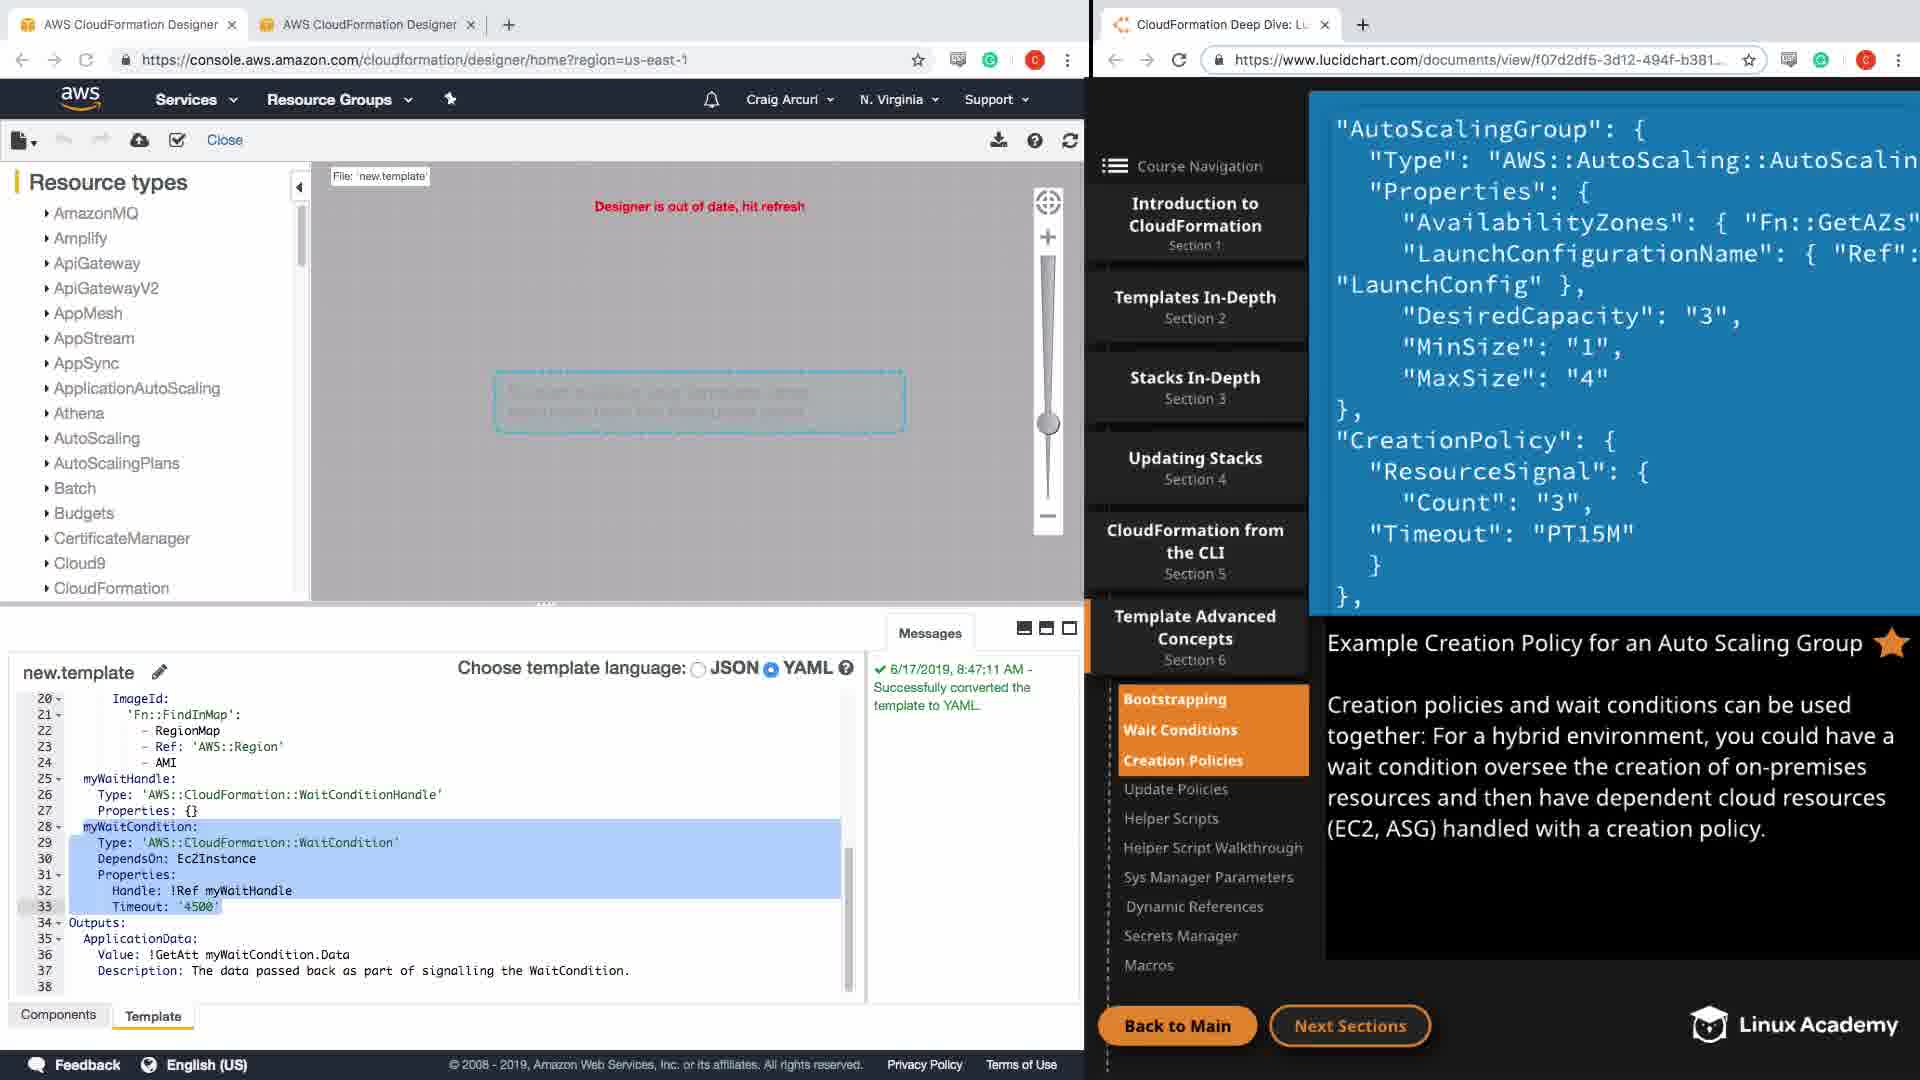 AWS CloudFormation Designer
AWS CloudFormation Designer
https://console.aws.amazon.com/cloudformation/designer/home?region=us-east-1
C
aws
Services
Resource Groups
Craig Arcuri
N. Virginia
Support
Close
Resource types
AmazonMQ
Amplify
ApiGateway
ApiGatewayV2
AppMesh
AppStream
AppSync
ApplicationAutoScaling
Athena
AutoScaling
AutoScalingPlans
Batch
Budgets
CertificateManager
Cloud9
CloudFormation
File: 'new.template'
Designer is out of date, hit refresh
Messages
6/17/2019, 8:47:11 AM -
Successfully converted the
template to YAML.
new.template
Choose template language: JSON YAML
20 ImageId:
21 'Fn::FindInMap':
22 - RegionMap
23 - Ref: 'AWS::Region'
24 - AMI
25 myWaitHandle:
26 Type: 'AWS::CloudFormation::WaitConditionHandle'
27 Properties: {}
28 myWaitCondition:
29 Type: 'AWS::CloudFormation::WaitCondition'
30 DependsOn: Ec2Instance
31 Properties:
32 Handle: !Ref myWaitHandle
33 Timeout: '4500'
34 Outputs:
35 ApplicationData:
36 Value: !GetAtt myWaitCondition.Data
37 Description: The data passed back as part of signalling the WaitCondition.
38
Components
Template
Feedback
English (US)
© 2008 - 2019, Amazon Web Services, Inc. or its affiliates. All rights reserved.
Privacy Policy
Terms of Use
CloudFormation Deep Dive: Lu
https://www.lucidchart.com/documents/view/f07d2df5-3d12-494f-b381...
C
Course Navigation
Introduction to
CloudFormation
Section 1
Templates In-Depth
Section 2
Stacks In-Depth
Section 3
Updating Stacks
Section 4
CloudFormation from
the CLI
Section 5
Template Advanced
Concepts
Section 6
Bootstrapping
Wait Conditions
Creation Policies
Update Policies
Helper Scripts
Helper Script Walkthrough
Sys Manager Parameters
Dynamic References
Secrets Manager
Macros
Back to Main
Next Sections
"AutoScalingGroup": {
"Type": "AWS::AutoScaling::AutoScalin
"Properties": {
"AvailabilityZones": { "Fn::GetAZs"
"LaunchConfigurationName": { "Ref":
"LaunchConfig" },
"DesiredCapacity": "3",
"MinSize": "1",
"MaxSize": "4"
},
"CreationPolicy": {
"ResourceSignal": {
"Count": "3",
"Timeout": "PT15M"
}
},
Example Creation Policy for an Auto Scaling Group
Creation policies and wait conditions can be used
together: For a hybrid environment, you could have a
wait condition oversee the creation of on-premises
resources and then have dependent cloud resources
(EC2, ASG) handled with a creation policy.
Linux Academy